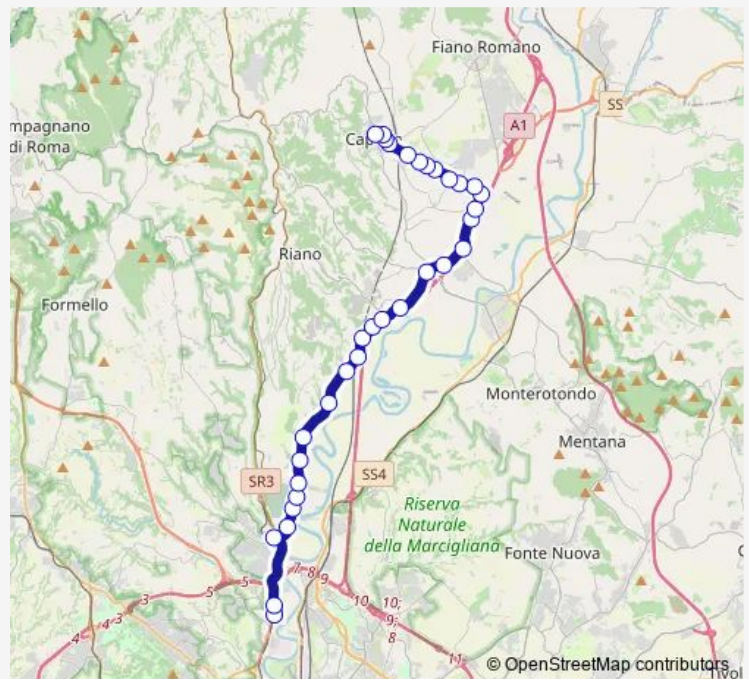 Fiano Romano
SS
A1
mpagnano
di Roma
Riano
Formello
Monterotondo
Mentana
SR3
SS4
Riserva
Naturale
della Marcigliana
Fonte Nuova
5
7
8
9
5
3
3
4
4
10
10;
9;
8
11
© OpenStreetMap contributors